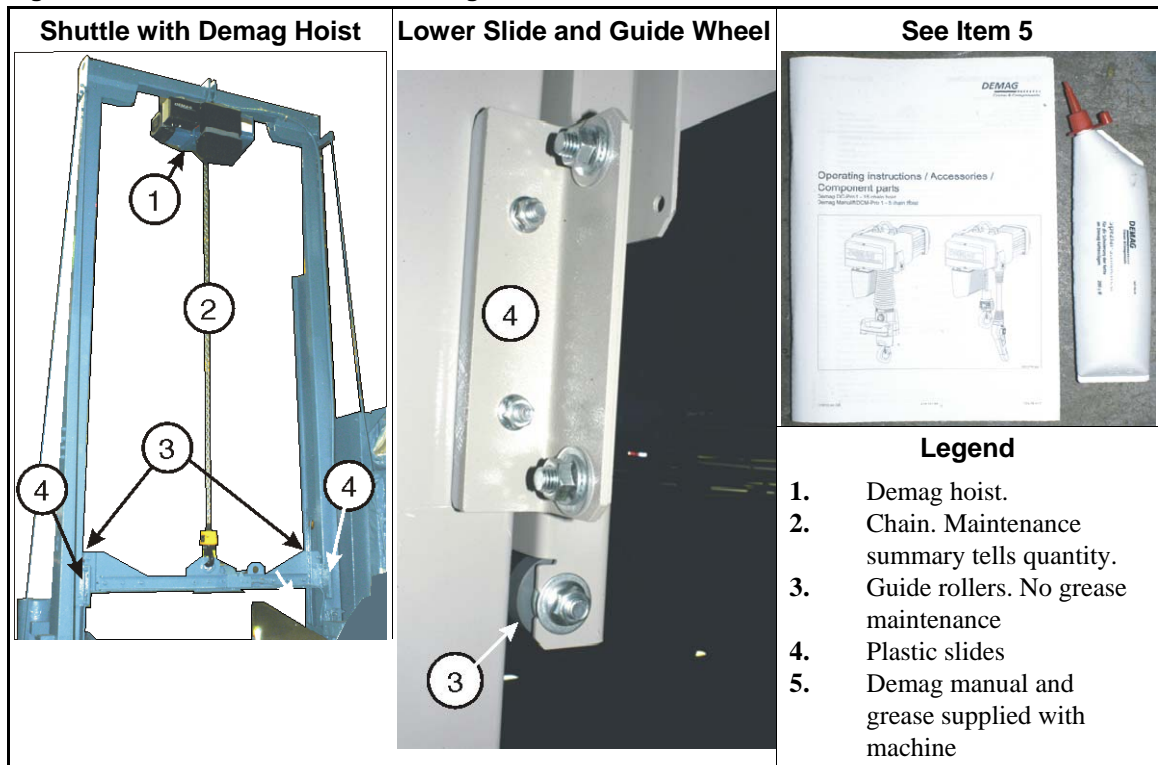 Shuttle with Demag Hoist
Lower Slide and Guide Wheel
See Item 5
1
2
3
4
4
4
3
DEMAG
Operating instructions / Accessories /
Component parts
DEMAG
Legend
1. Demag hoist.
2. Chain. Maintenance
summary tells quantity.
3. Guide rollers. No grease
maintenance
4. Plastic slides
5. Demag manual and
grease supplied with
machine